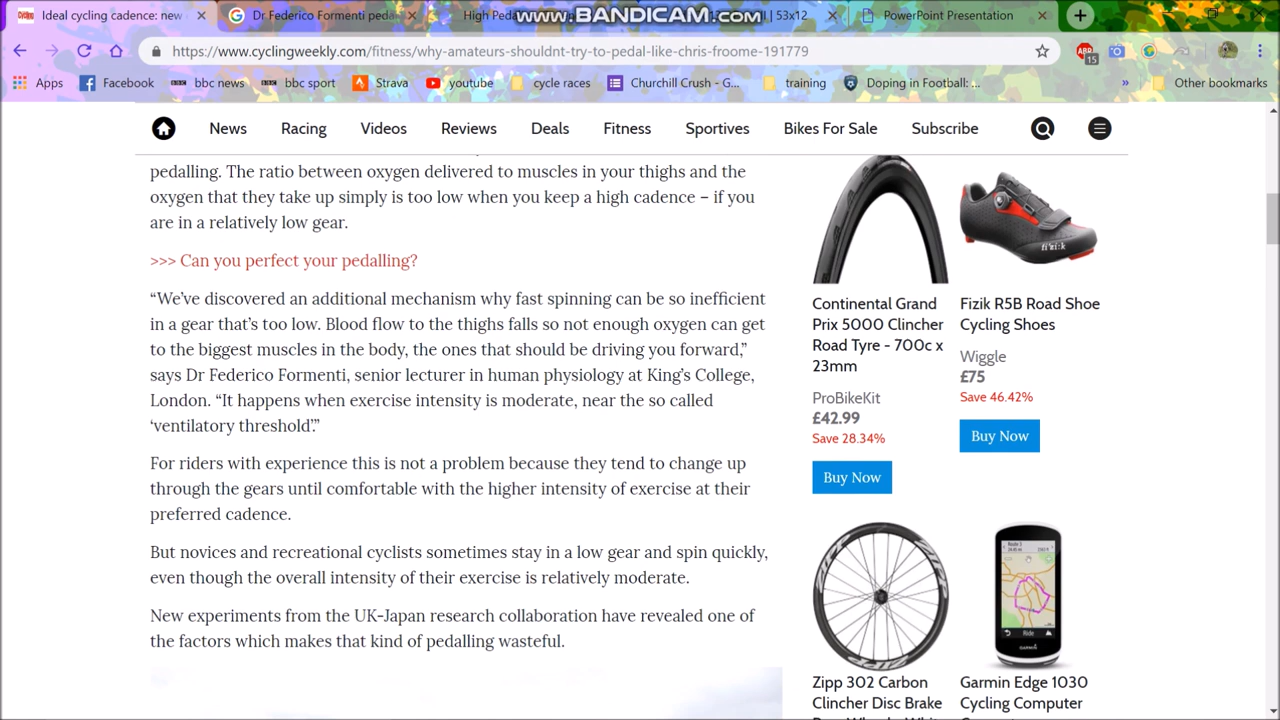 Ideal cycling cadence: new
Dr Federico Formenti peda
High Pedal
www.BANDICAM.com
ll | 53x12
PowerPoint Presentation
https://www.cyclingweekly.com/fitness/why-amateurs-shouldnt-try-to-pedal-like-chris-froome-191779
ABP
15
Apps
Facebook
bbc news
bbc sport
Strava
youtube
cycle races
Churchill Crush - G...
training
Doping in Football: ...
»
Other bookmarks
News
Racing
Videos
Reviews
Deals
Fitness
Sportives
Bikes For Sale
Subscribe
pedalling. The ratio between oxygen delivered to muscles in your thighs and the
oxygen that they take up simply is too low when you keep a high cadence – if you
are in a relatively low gear.
>>> Can you perfect your pedalling?
“We’ve discovered an additional mechanism why fast spinning can be so inefficient
in a gear that’s too low. Blood flow to the thighs falls so not enough oxygen can get
to the biggest muscles in the body, the ones that should be driving you forward,”
says Dr Federico Formenti, senior lecturer in human physiology at King’s College,
London. “It happens when exercise intensity is moderate, near the so called
‘ventilatory threshold’.”
For riders with experience this is not a problem because they tend to change up
through the gears until comfortable with the higher intensity of exercise at their
preferred cadence.
But novices and recreational cyclists sometimes stay in a low gear and spin quickly,
even though the overall intensity of their exercise is relatively moderate.
New experiments from the UK-Japan research collaboration have revealed one of
the factors which makes that kind of pedalling wasteful.
Continental Grand
Prix 5000 Clincher
Road Tyre - 700c x
23mm
ProBikeKit
£42.99
Save 28.34%
Buy Now
fi'zi:k
Fizik R5B Road Shoe
Cycling Shoes
Wiggle
£75
Save 46.42%
Buy Now
ZIPP
Zipp 302 Carbon
Clincher Disc Brake
Ride
GARMIN
Garmin Edge 1030
Cycling Computer